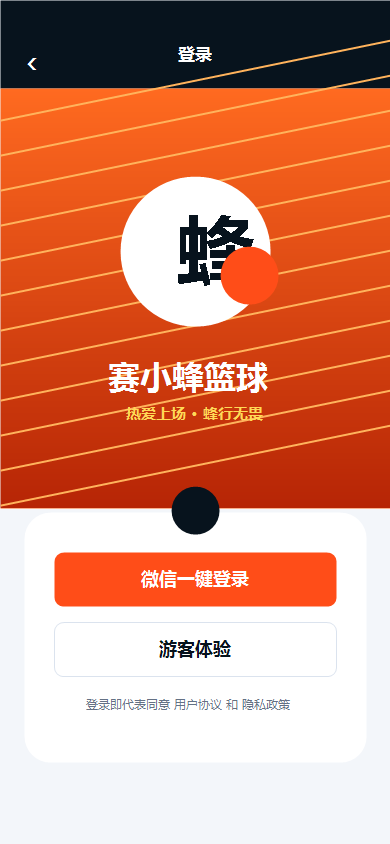 登录
‹
蜂
赛小蜂篮球
热爱上场 · 蜂行无畏
微信一键登录
游客体验
登录即代表同意 用户协议 和 隐私政策